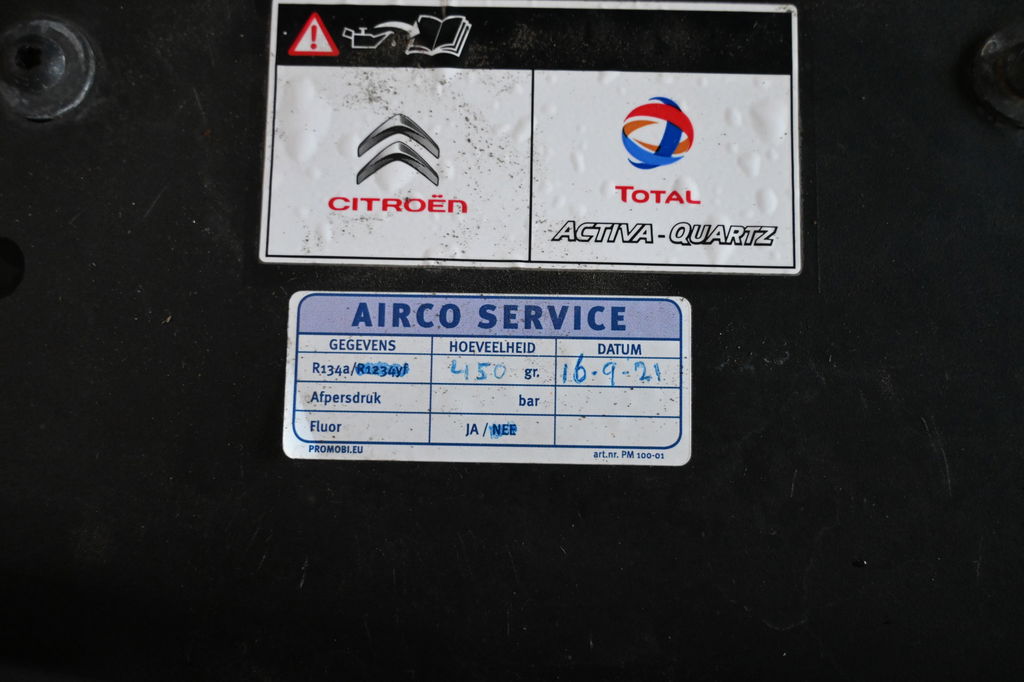 CITROËN
TOTAL
ACTIVA - QUARTZ
AIRCO SERVICE
GEGEVENS HOEVEELHEID DATUM
R134a/R1234yf 450 gr. 16-9-21
Afpersdruk bar
Fluor JA / NEE
PROMOBI.EU art.nr. PM 100-01